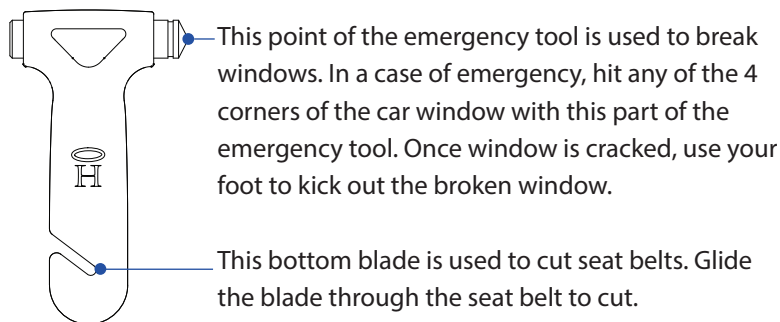 This point of the emergency tool is used to break
windows. In a case of emergency, hit any of the 4
corners of the car window with this part of the
emergency tool. Once window is cracked, use your
foot to kick out the broken window.
H
This bottom blade is used to cut seat belts. Glide
the blade through the seat belt to cut.